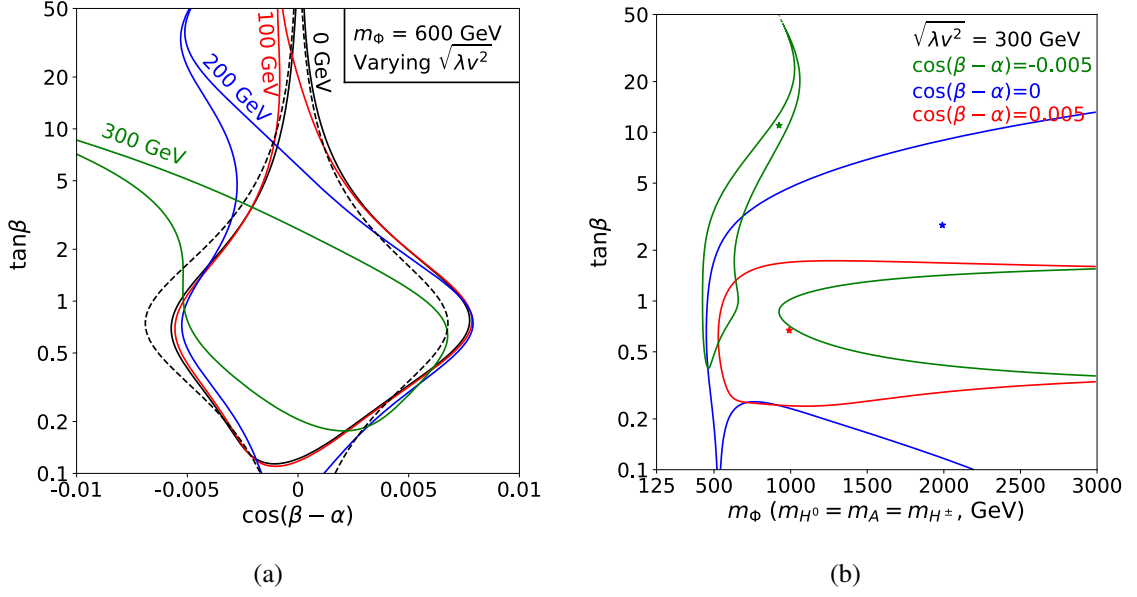 50
20
10
5
2
1
0.5
0.2
0.1
tanβ
-0.01
-0.005
0
0.005
0.01
cos(β − α)
m_Φ = 600 GeV
Varying √λv²
0 GeV
100 GeV
200 GeV
300 GeV
(a)
50
20
10
5
2
1
0.5
0.2
0.1
tanβ
125
500
1000
1500
2000
2500
3000
m_Φ (m_H⁰ = m_A = m_H±, GeV)
√λv² = 300 GeV
cos(β − α)=-0.005
cos(β − α)=0
cos(β − α)=0.005
(b)